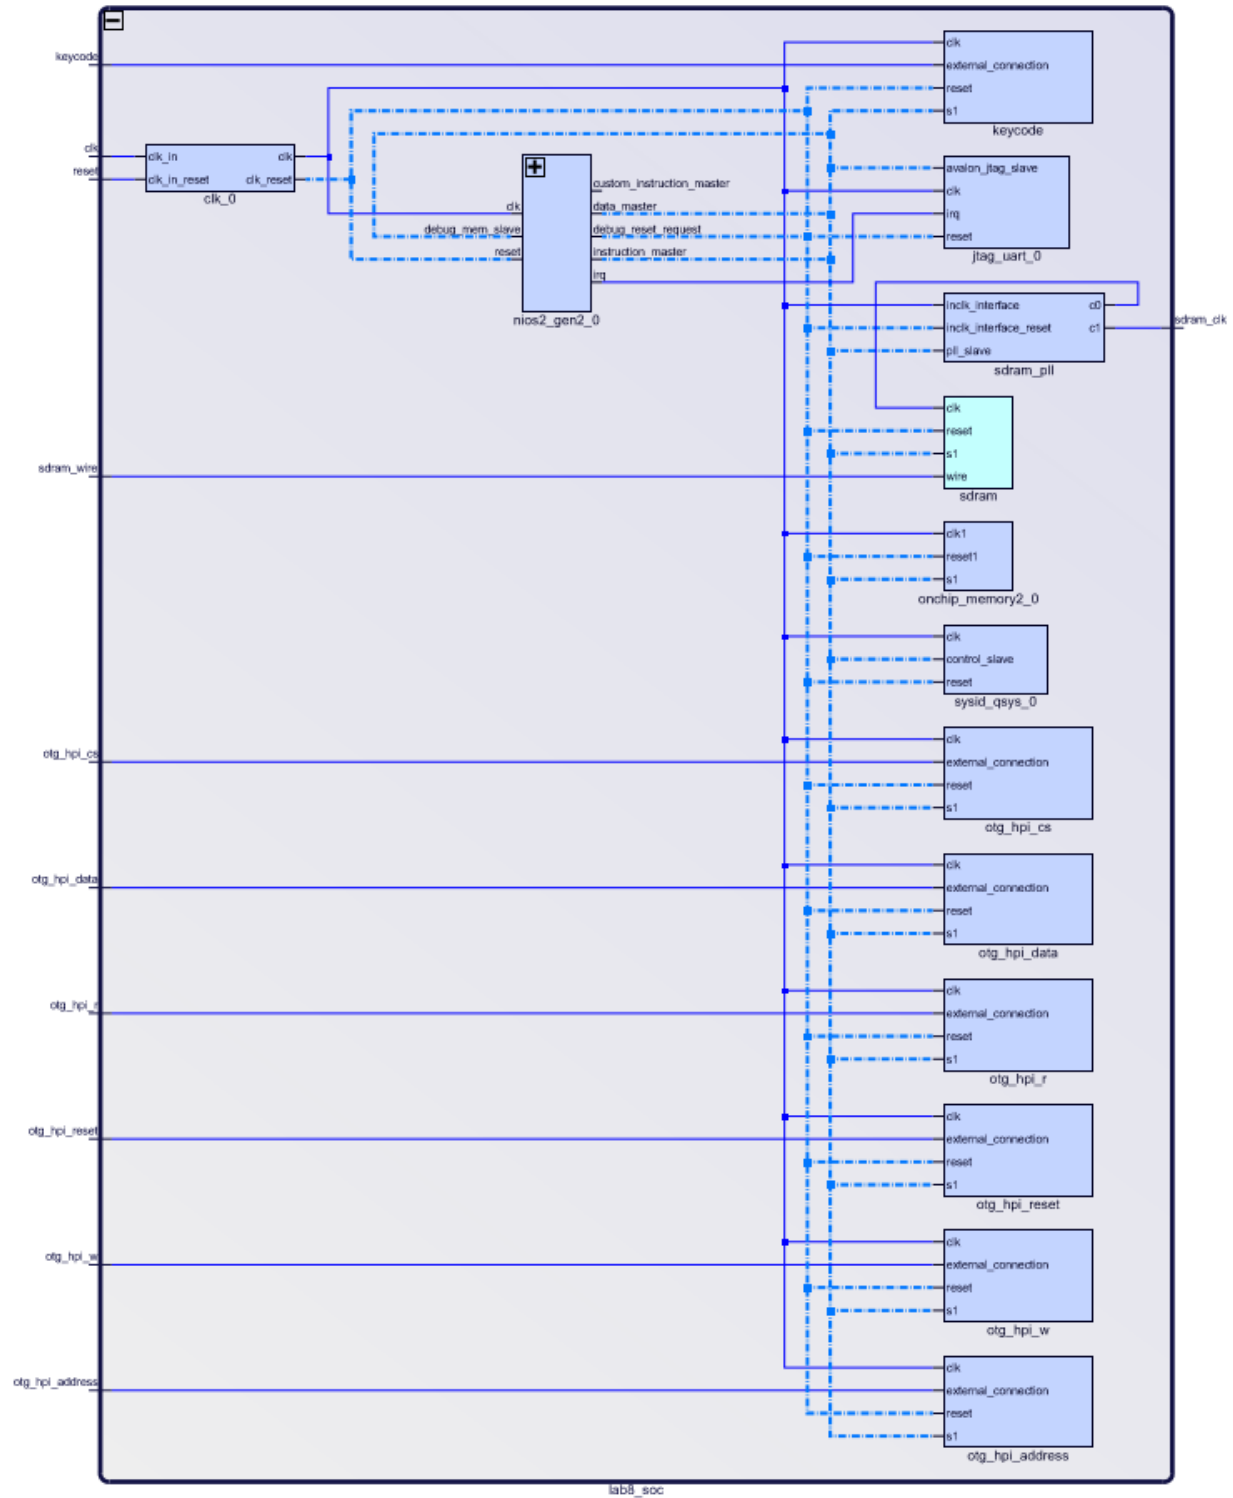 keycode
clk
external_connection
reset
s1
keycode
clk
reset
clk_in
clk
clk_in_reset
clk_reset
clk_0
custom_instruction_master
clk
data_master
debug_mem_slave
debug_reset_request
reset
instruction_master
irq
nios2_gen2_0
avalon_jtag_slave
clk
irq
reset
jtag_uart_0
inclk_interface
c0
inclk_interface_reset
c1
pll_slave
sdram_pll
sdram_clk
clk
reset
s1
wire
sdram
sdram_wire
clk1
reset1
s1
onchip_memory2_0
clk
control_slave
reset
sysid_qsys_0
otg_hpi_cs
clk
external_connection
reset
s1
otg_hpi_cs
otg_hpi_data
clk
external_connection
reset
s1
otg_hpi_data
otg_hpi_r
clk
external_connection
reset
s1
otg_hpi_r
otg_hpi_reset
clk
external_connection
reset
s1
otg_hpi_reset
otg_hpi_w
clk
external_connection
reset
s1
otg_hpi_w
otg_hpi_address
clk
external_connection
reset
s1
otg_hpi_address
lab8_soc